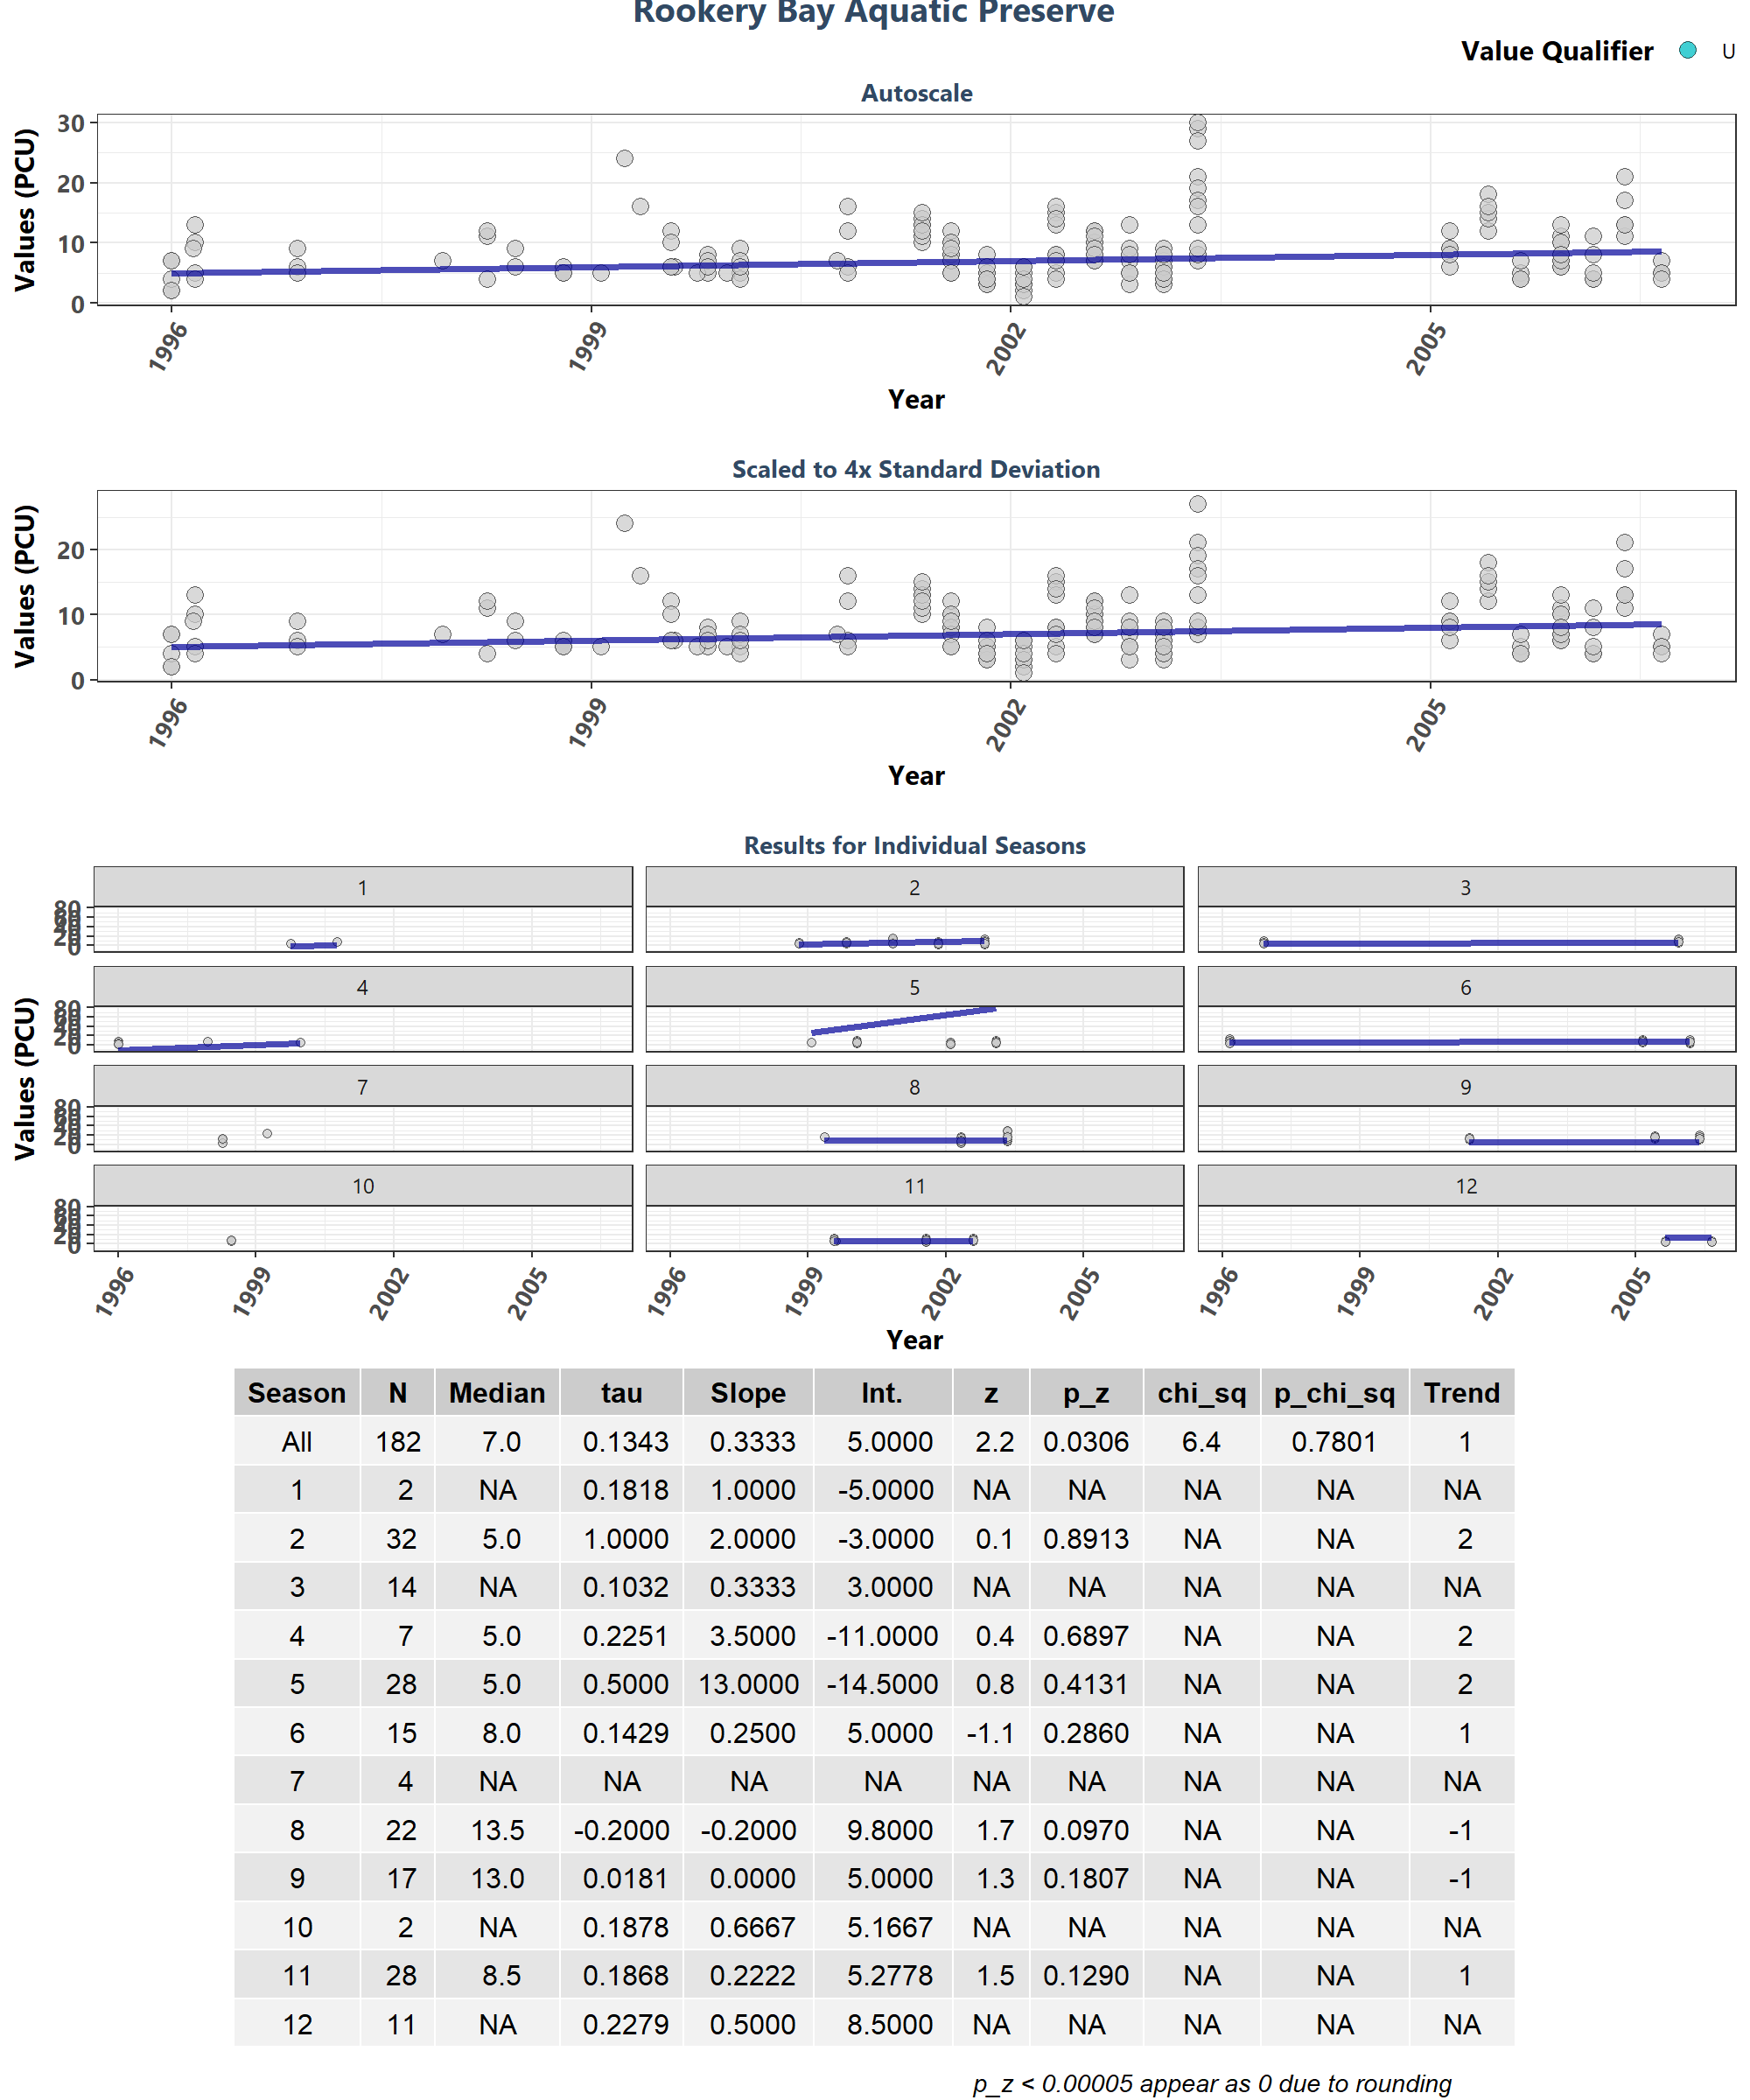 Rookery Bay Aquatic Preserve
Value Qualifier U
Autoscale
Values (PCU)
30
20
10
0
1996 1999 2002 2005
Year
Scaled to 4x Standard Deviation
Values (PCU)
20
10
0
1996 1999 2002 2005
Year
Results for Individual Seasons
Values (PCU)
1 2 3
80
20
0
4 5 6
80
20
0
7 8 9
80
20
0
10 11 12
80
20
0
1996 1999 2002 2005 1996 1999 2002 2005 1996 1999 2002 2005
Year
Season N Median tau Slope Int. z p_z chi_sq p_chi_sq Trend
All 182 7.0 0.1343 0.3333 5.0000 2.2 0.0306 6.4 0.7801 1
1 2 NA 0.1818 1.0000 -5.0000 NA NA NA NA NA
2 32 5.0 1.0000 2.0000 -3.0000 0.1 0.8913 NA NA 2
3 14 NA 0.1032 0.3333 3.0000 NA NA NA NA NA
4 7 5.0 0.2251 3.5000 -11.0000 0.4 0.6897 NA NA 2
5 28 5.0 0.5000 13.0000 -14.5000 0.8 0.4131 NA NA 2
6 15 8.0 0.1429 0.2500 5.0000 -1.1 0.2860 NA NA 1
7 4 NA NA NA NA NA NA NA NA NA
8 22 13.5 -0.2000 -0.2000 9.8000 1.7 0.0970 NA NA -1
9 17 13.0 0.0181 0.0000 5.0000 1.3 0.1807 NA NA -1
10 2 NA 0.1878 0.6667 5.1667 NA NA NA NA NA
11 28 8.5 0.1868 0.2222 5.2778 1.5 0.1290 NA NA 1
12 11 NA 0.2279 0.5000 8.5000 NA NA NA NA NA
p_z < 0.00005 appear as 0 due to rounding